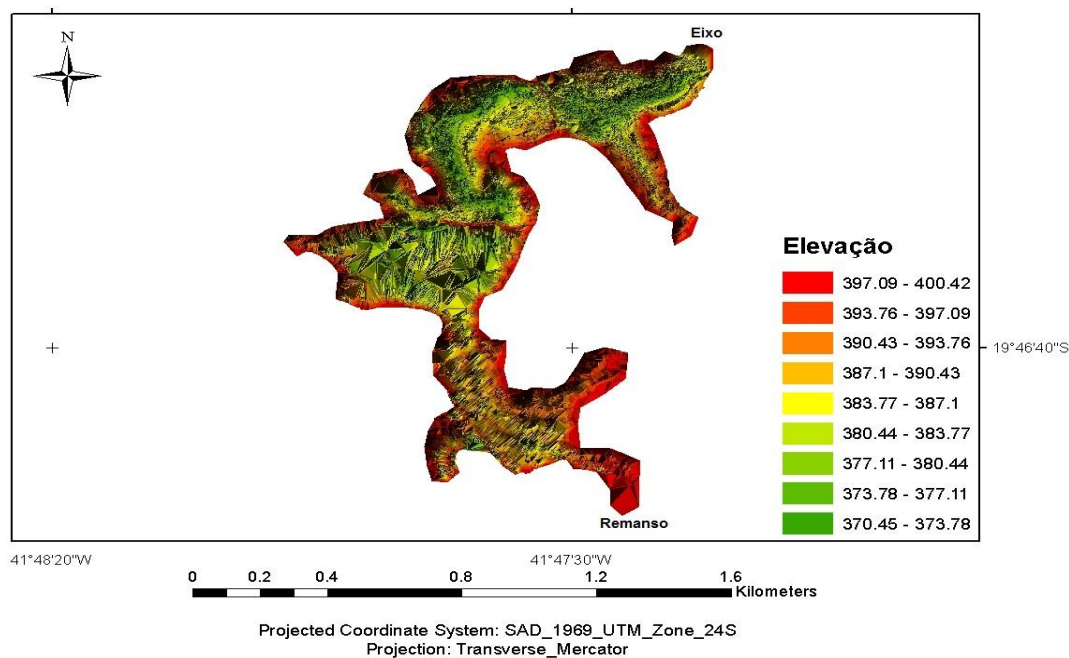 Eixo
N
Elevação
397.09 - 400.42
393.76 - 397.09
390.43 - 393.76
387.1 - 390.43
383.77 - 387.1
380.44 - 383.77
377.11 - 380.44
373.78 - 377.11
370.45 - 373.78
19°46'40"S
Remanso
41°48'20"W
41°47'30"W
0 0.2 0.4 0.8 1.2 1.6
Kilometers
Projected Coordinate System: SAD_1969_UTM_Zone_24S
Projection: Transverse_Mercator